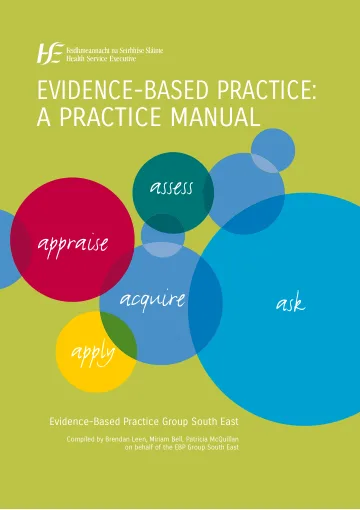 Feidhmeannacht na Seirbhíse Sláinte
Health Service Executive
EVIDENCE-BASED PRACTICE:
A PRACTICE MANUAL
assess
appraise
acquire
ask
apply
Evidence-Based Practice Group South East
Compiled by Brendan Leen, Miriam Bell, Patricia McQuillan
on behalf of the EBP Group South East